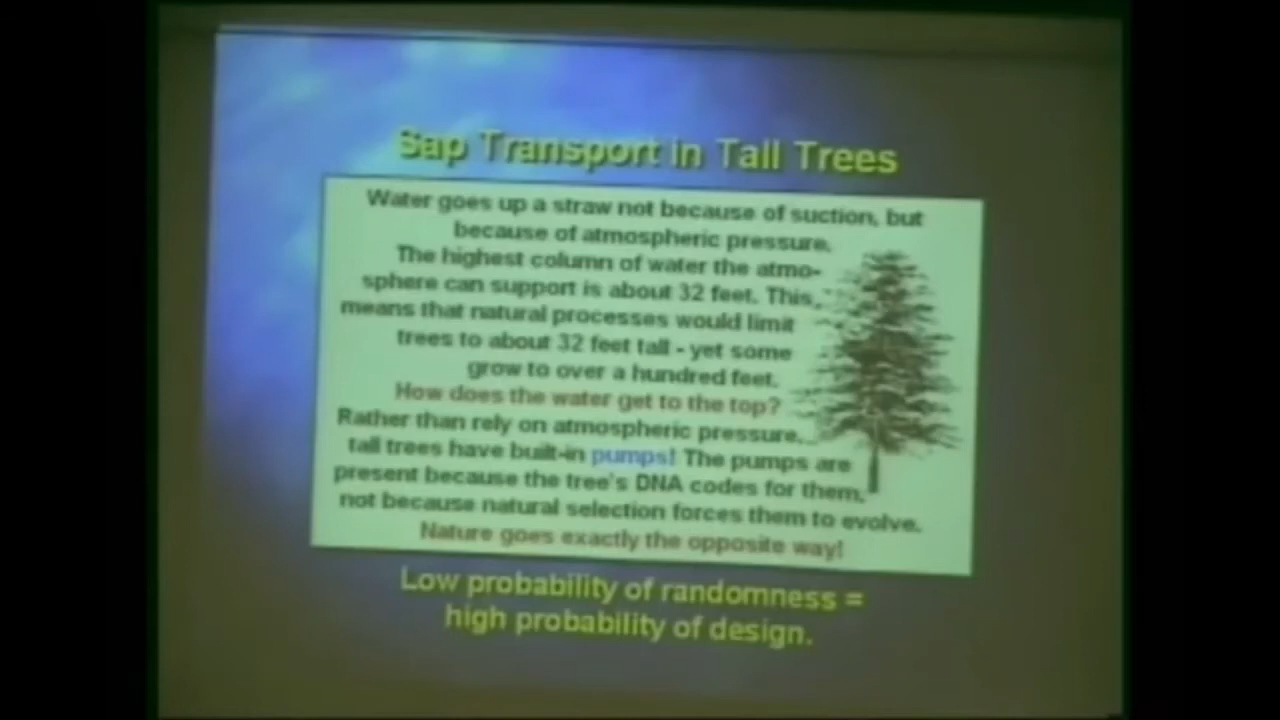 Sap Transport in Tall Trees
Water goes up a straw not because of suction, but
because of atmospheric pressure.
The highest column of water the atmo-
sphere can support is about 32 feet. This
means that natural processes would limit
trees to about 32 feet tall - yet some
grow to over a hundred feet.
How does the water get to the top?
Rather than rely on atmospheric pressure,
tall trees have built-in pumps! The pumps are
present because the tree's DNA codes for them,
not because natural selection forces them to evolve.
Nature goes exactly the opposite way!
Low probability of randomness =
high probability of design.